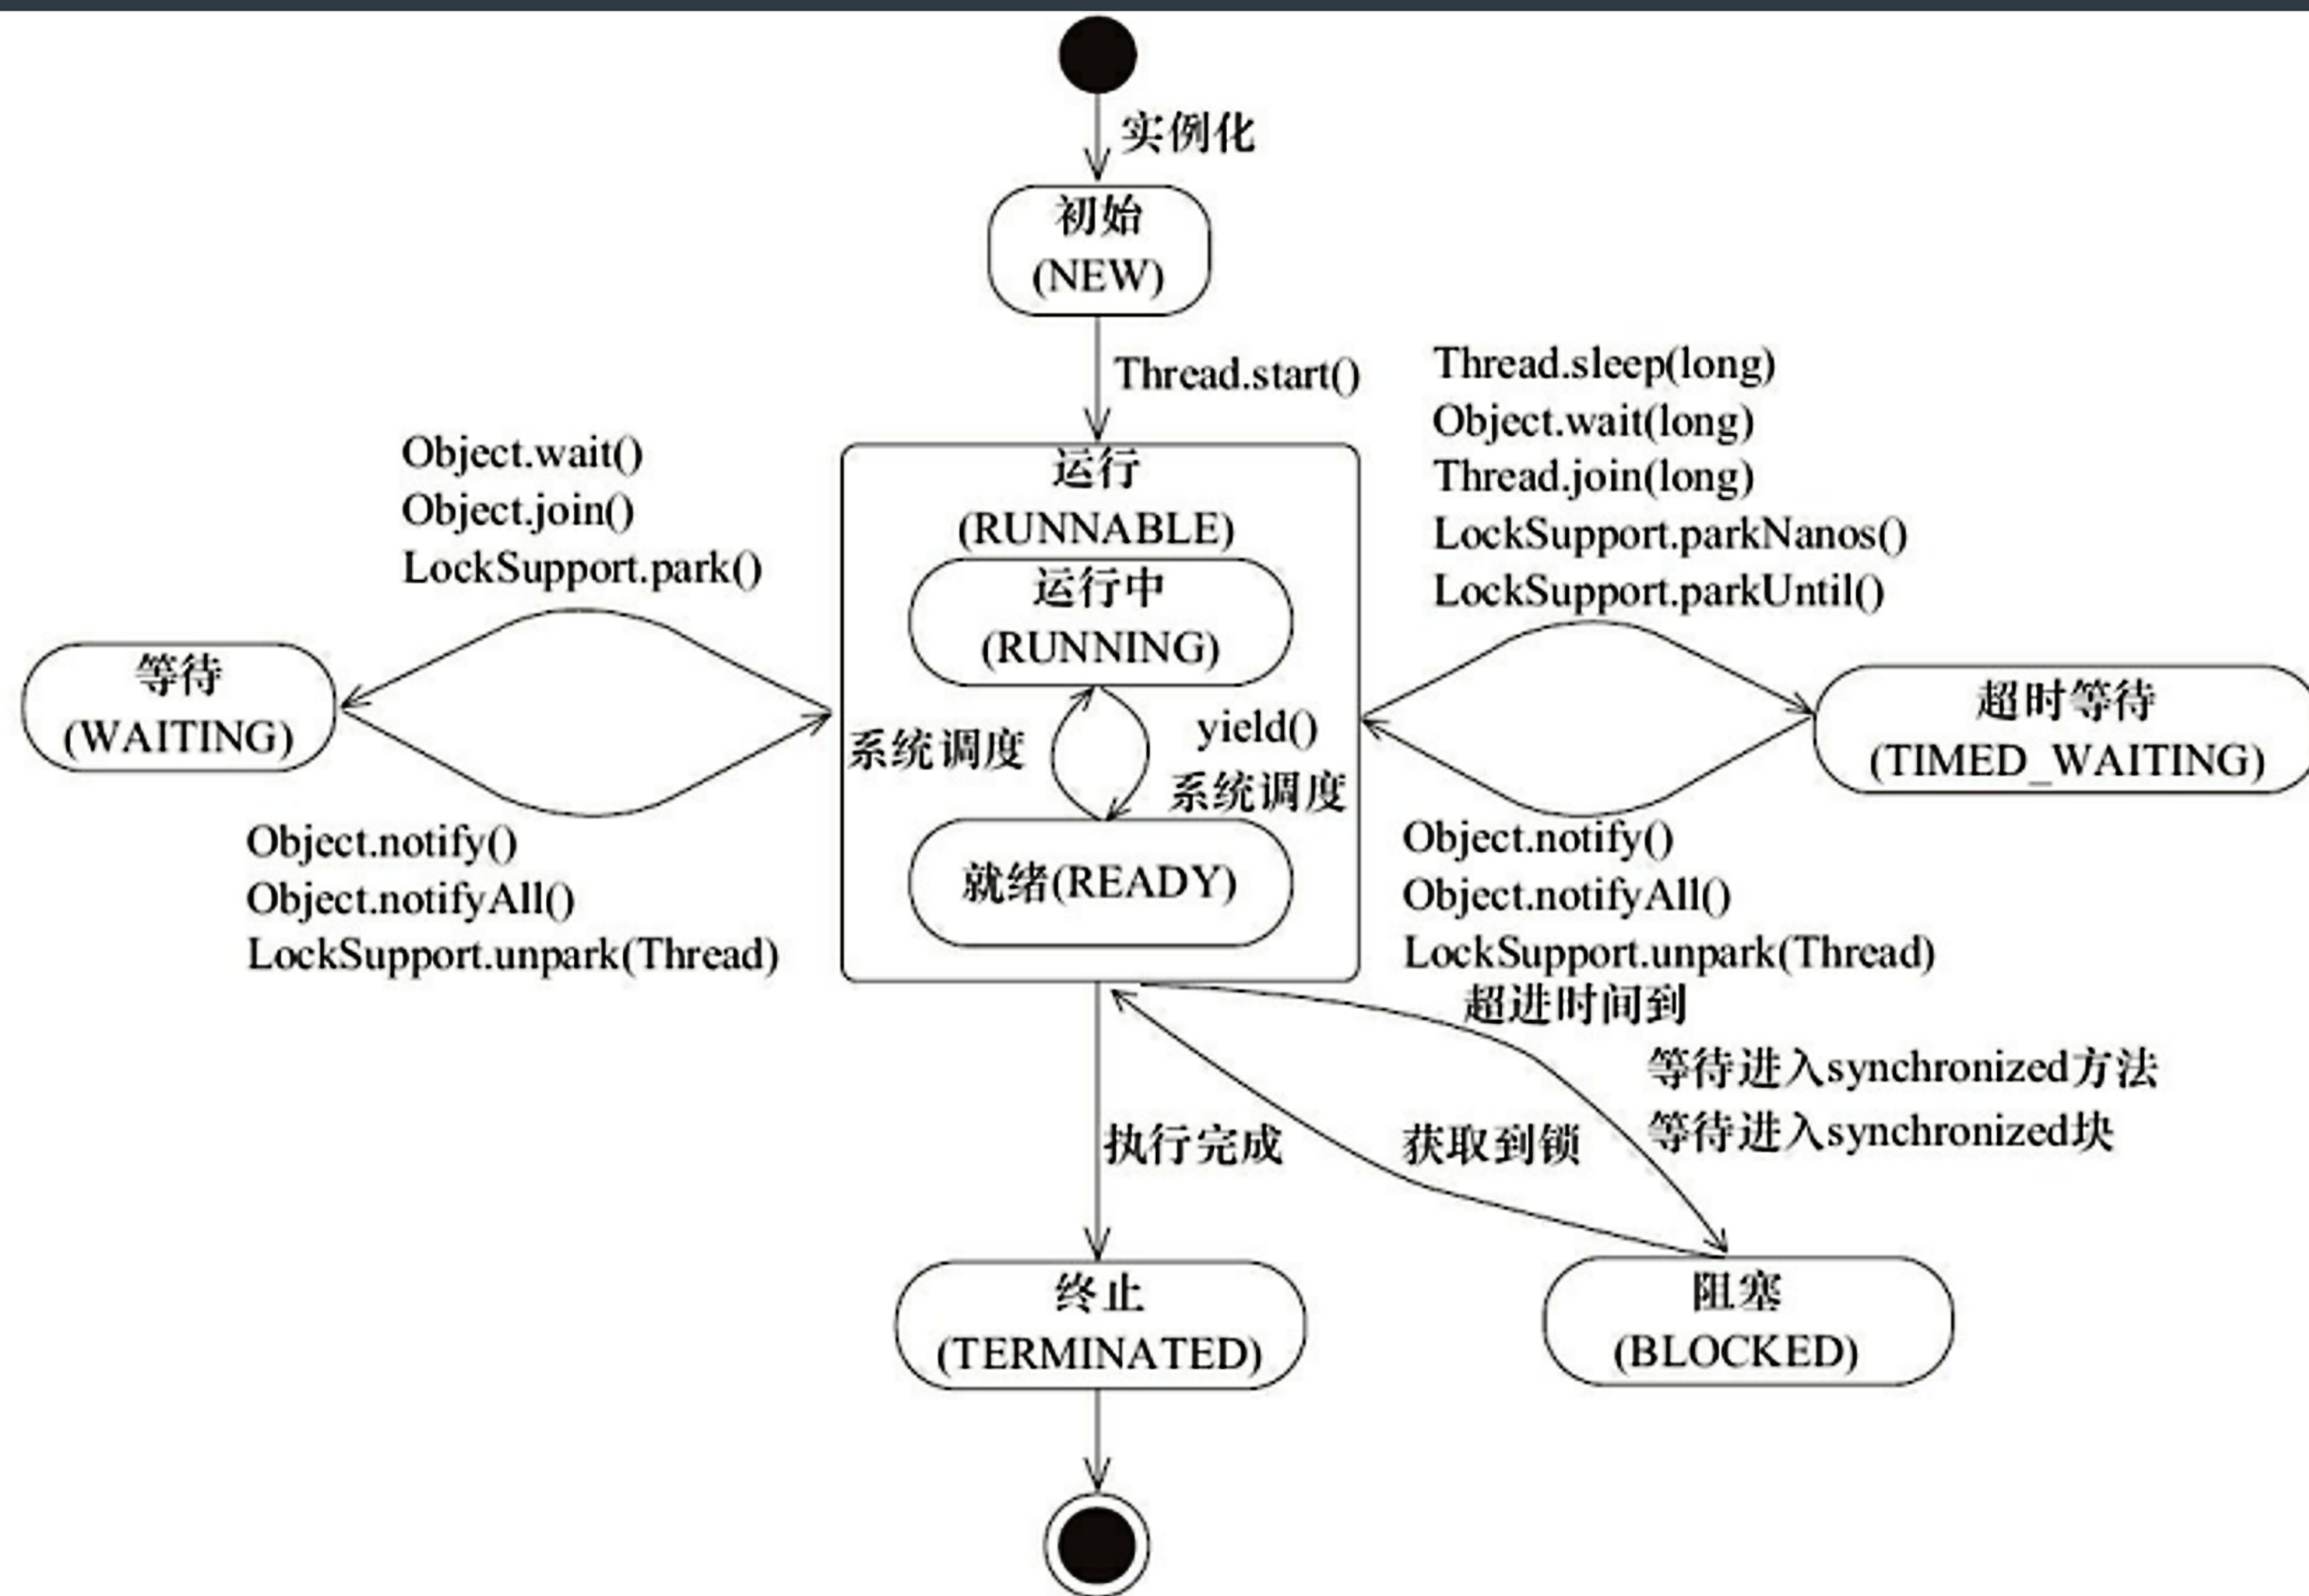 实例化
初始
(NEW)
Thread.start()
Thread.sleep(long)
Object.wait(long)
Thread.join(long)
LockSupport.parkNanos()
LockSupport.parkUntil()
Object.wait()
Object.join()
LockSupport.park()
运行
(RUNNABLE)
运行中
(RUNNING)
等待
(WAITING)
系统调度
yield()
系统调度
超时等待
(TIMED_WAITING)
就绪(READY)
Object.notify()
Object.notifyAll()
LockSupport.unpark(Thread)
Object.notify()
Object.notifyAll()
LockSupport.unpark(Thread)
超进时间到
等待进入synchronized方法
等待进入synchronized块
执行完成
获取到锁
终止
(TERMINATED)
阻塞
(BLOCKED)